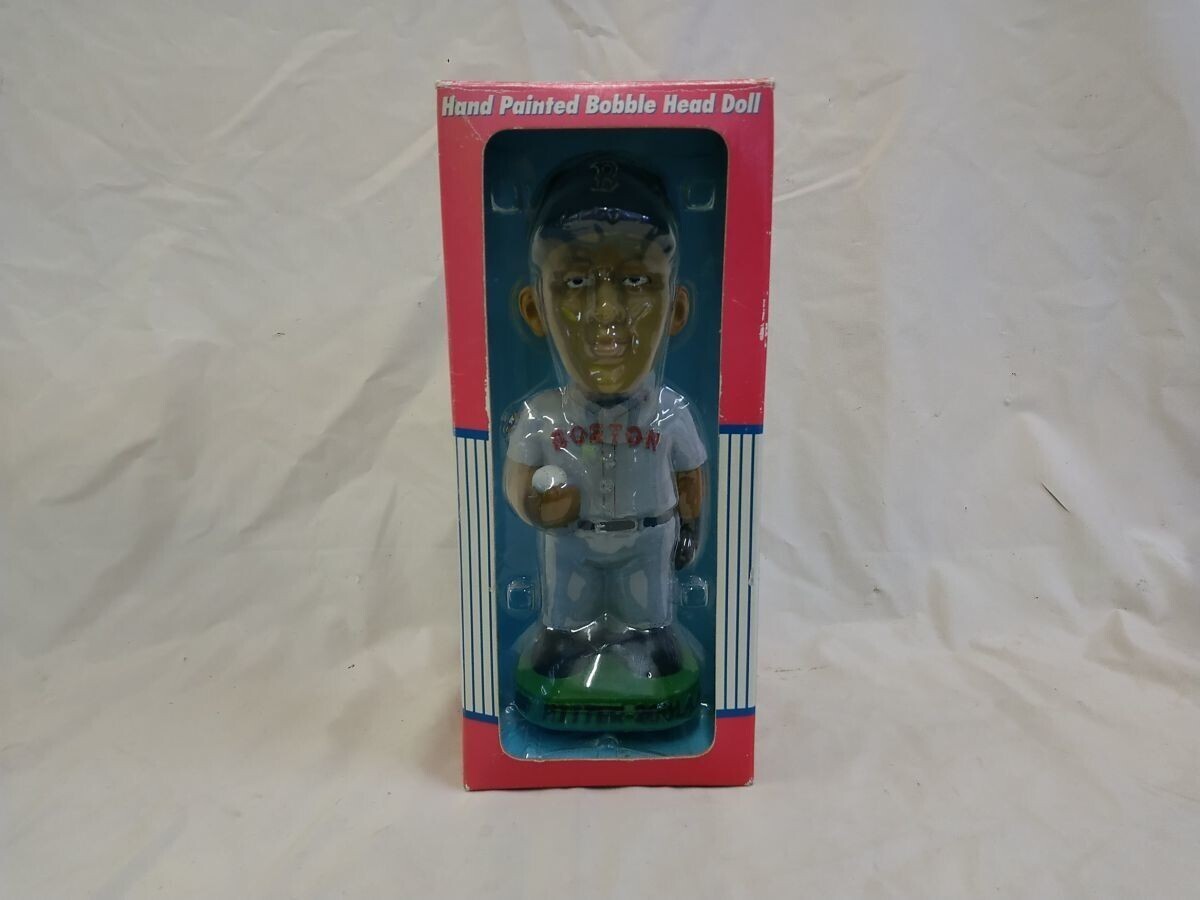 Hand Painted Bobble Head Doll
B
BOSTON